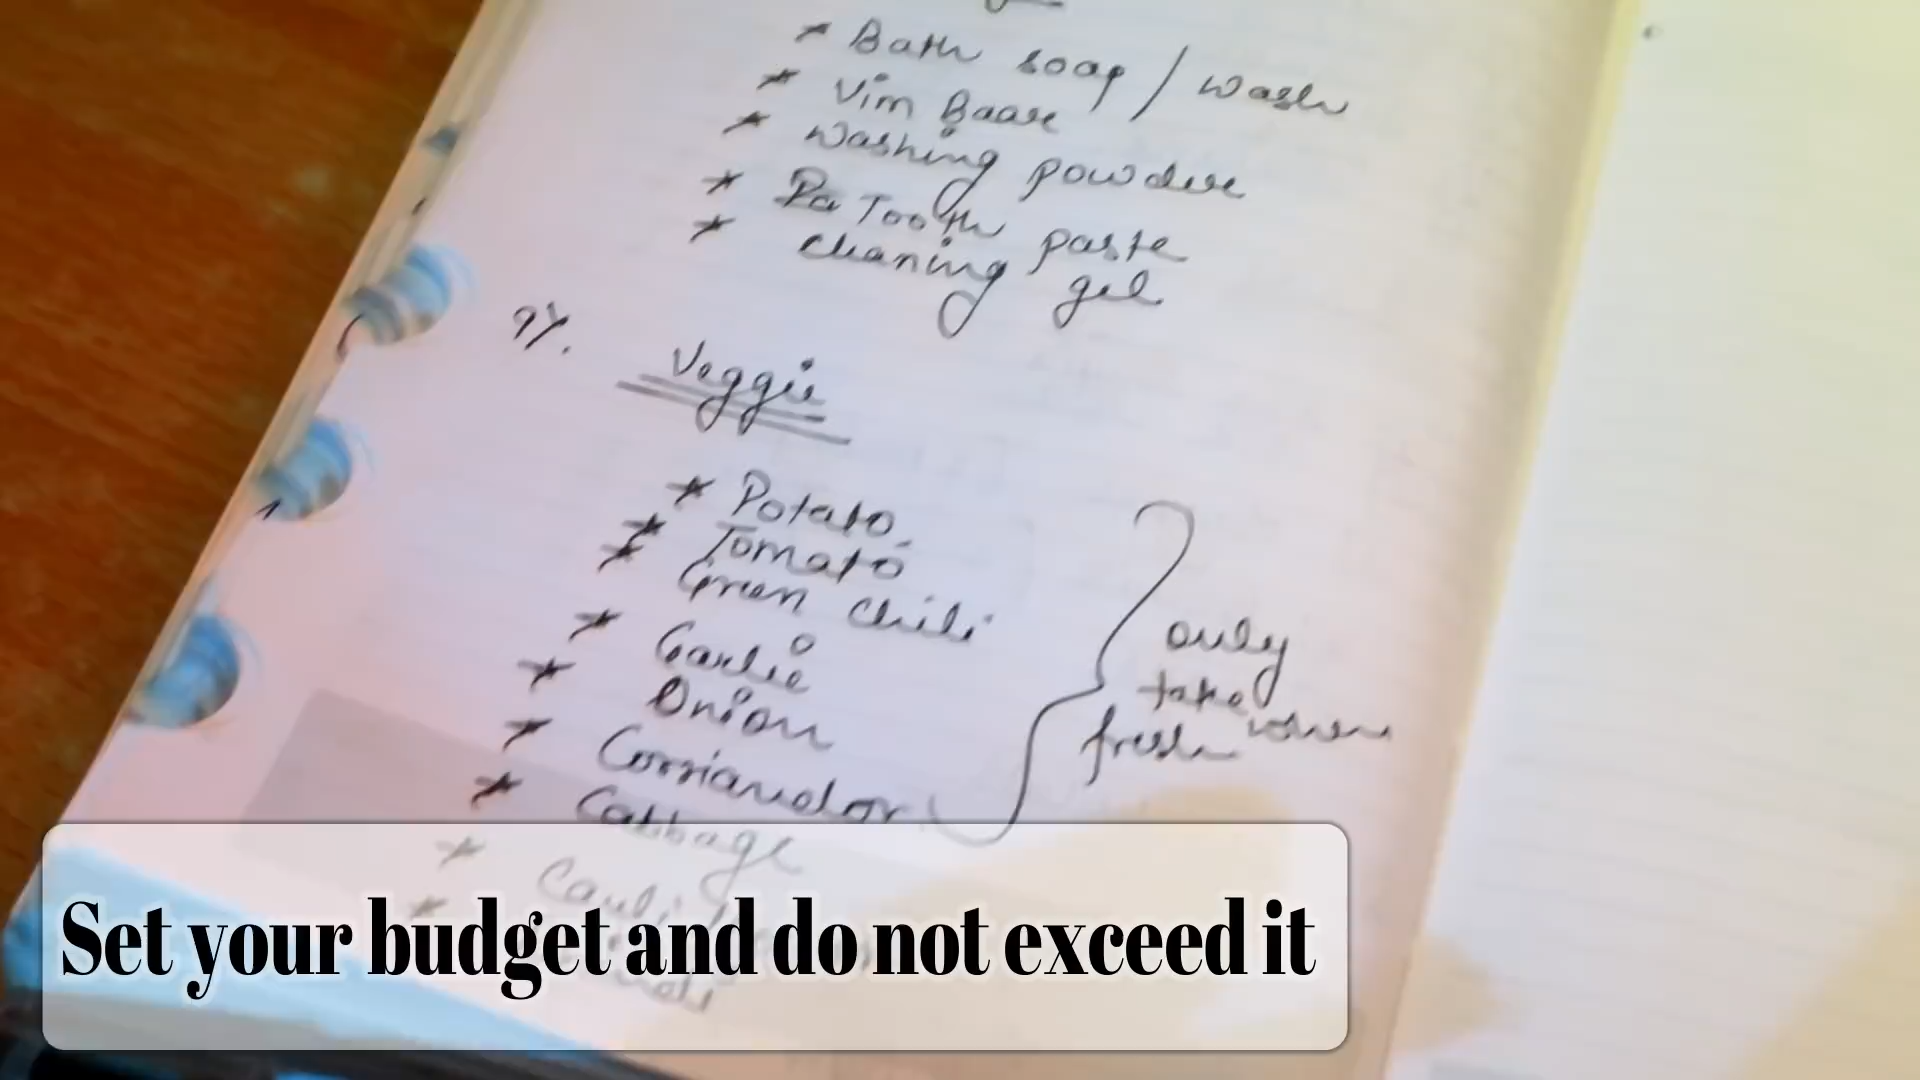 * Bath soap / wash
* Vim Baar
* Washing powder
* Pa Tooth paste
* cleaning gel
Veggie
* Potato
* Tomato
* Green chili
* Garlic
* Onion
* Corriandor
* Cabbage
only
take when
fresh
Set your budget and do not exceed it